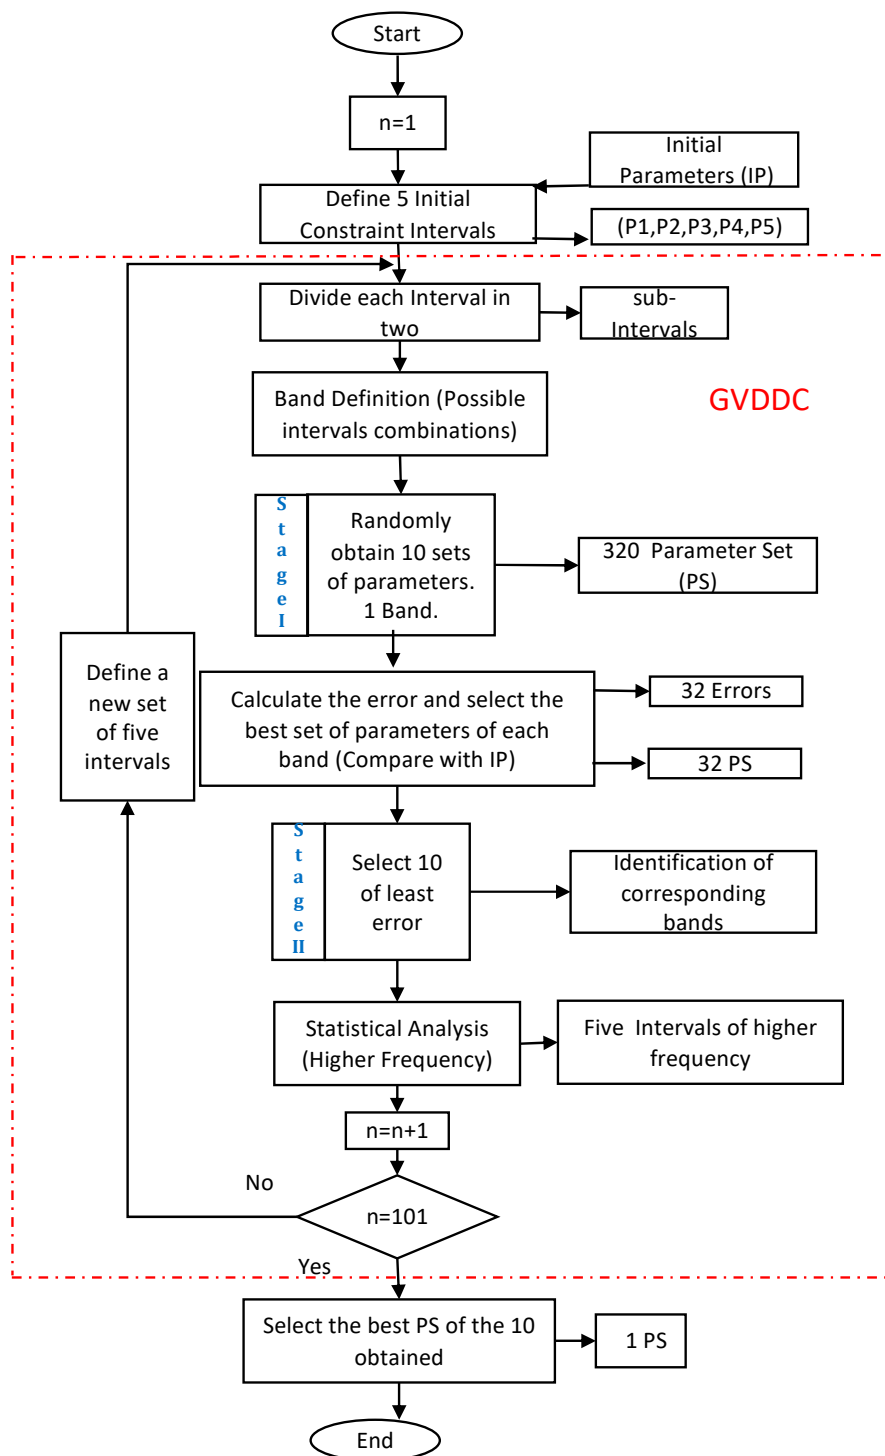 Start
n=1
Initial
Parameters (IP)
Define 5 Initial
Constraint Intervals
(P1,P2,P3,P4,P5)
Divide each Interval in
two
sub-
Intervals
GVDDC
Band Definition (Possible
intervals combinations)
Stage I
Randomly
obtain 10 sets
of parameters.
1 Band.
320  Parameter Set
(PS)
Define a
new set
of five
intervals
Calculate the error and select the
best set of parameters of each
band (Compare with IP)
32 Errors
32 PS
Stage II
Select 10
of least
error
Identification of
corresponding
bands
Statistical Analysis
(Higher Frequency)
Five  Intervals of higher
frequency
n=n+1
No
n=101
Yes
Select the best PS of the 10
obtained
1 PS
End